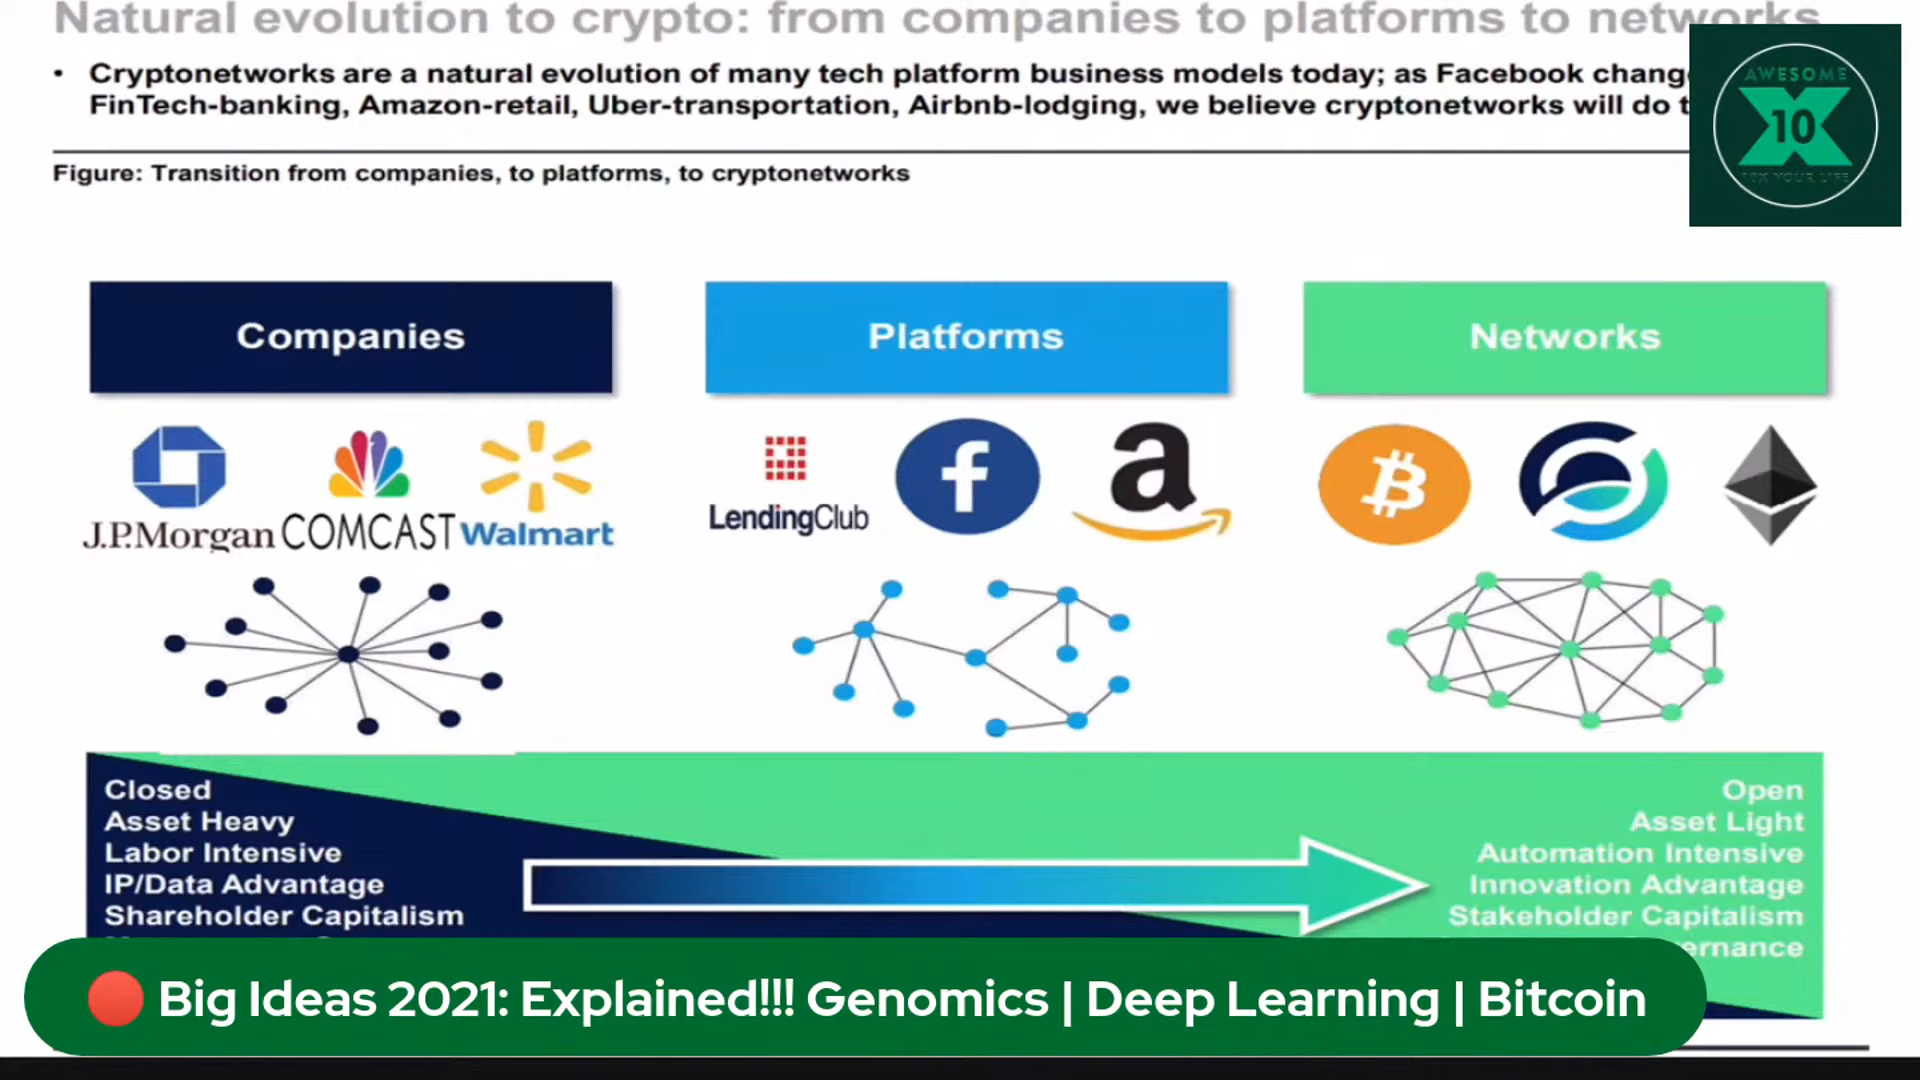 Natural evolution to crypto: from companies to platforms to networks
• Cryptonetworks are a natural evolution of many tech platform business models today; as Facebook chang
FinTech-banking, Amazon-retail, Uber-transportation, Airbnb-lodging, we believe cryptonetworks will do t
AWESOME
X
10
10X YOUR LIFE
Figure: Transition from companies, to platforms, to cryptonetworks
Companies
Platforms
Networks
J.P.Morgan
COMCAST
Walmart
LendingClub
f
a
Closed
Asset Heavy
Labor Intensive
IP/Data Advantage
Shareholder Capitalism
Open
Asset Light
Automation Intensive
Innovation Advantage
Stakeholder Capitalism
ernance
Big Ideas 2021: Explained!!! Genomics | Deep Learning | Bitcoin